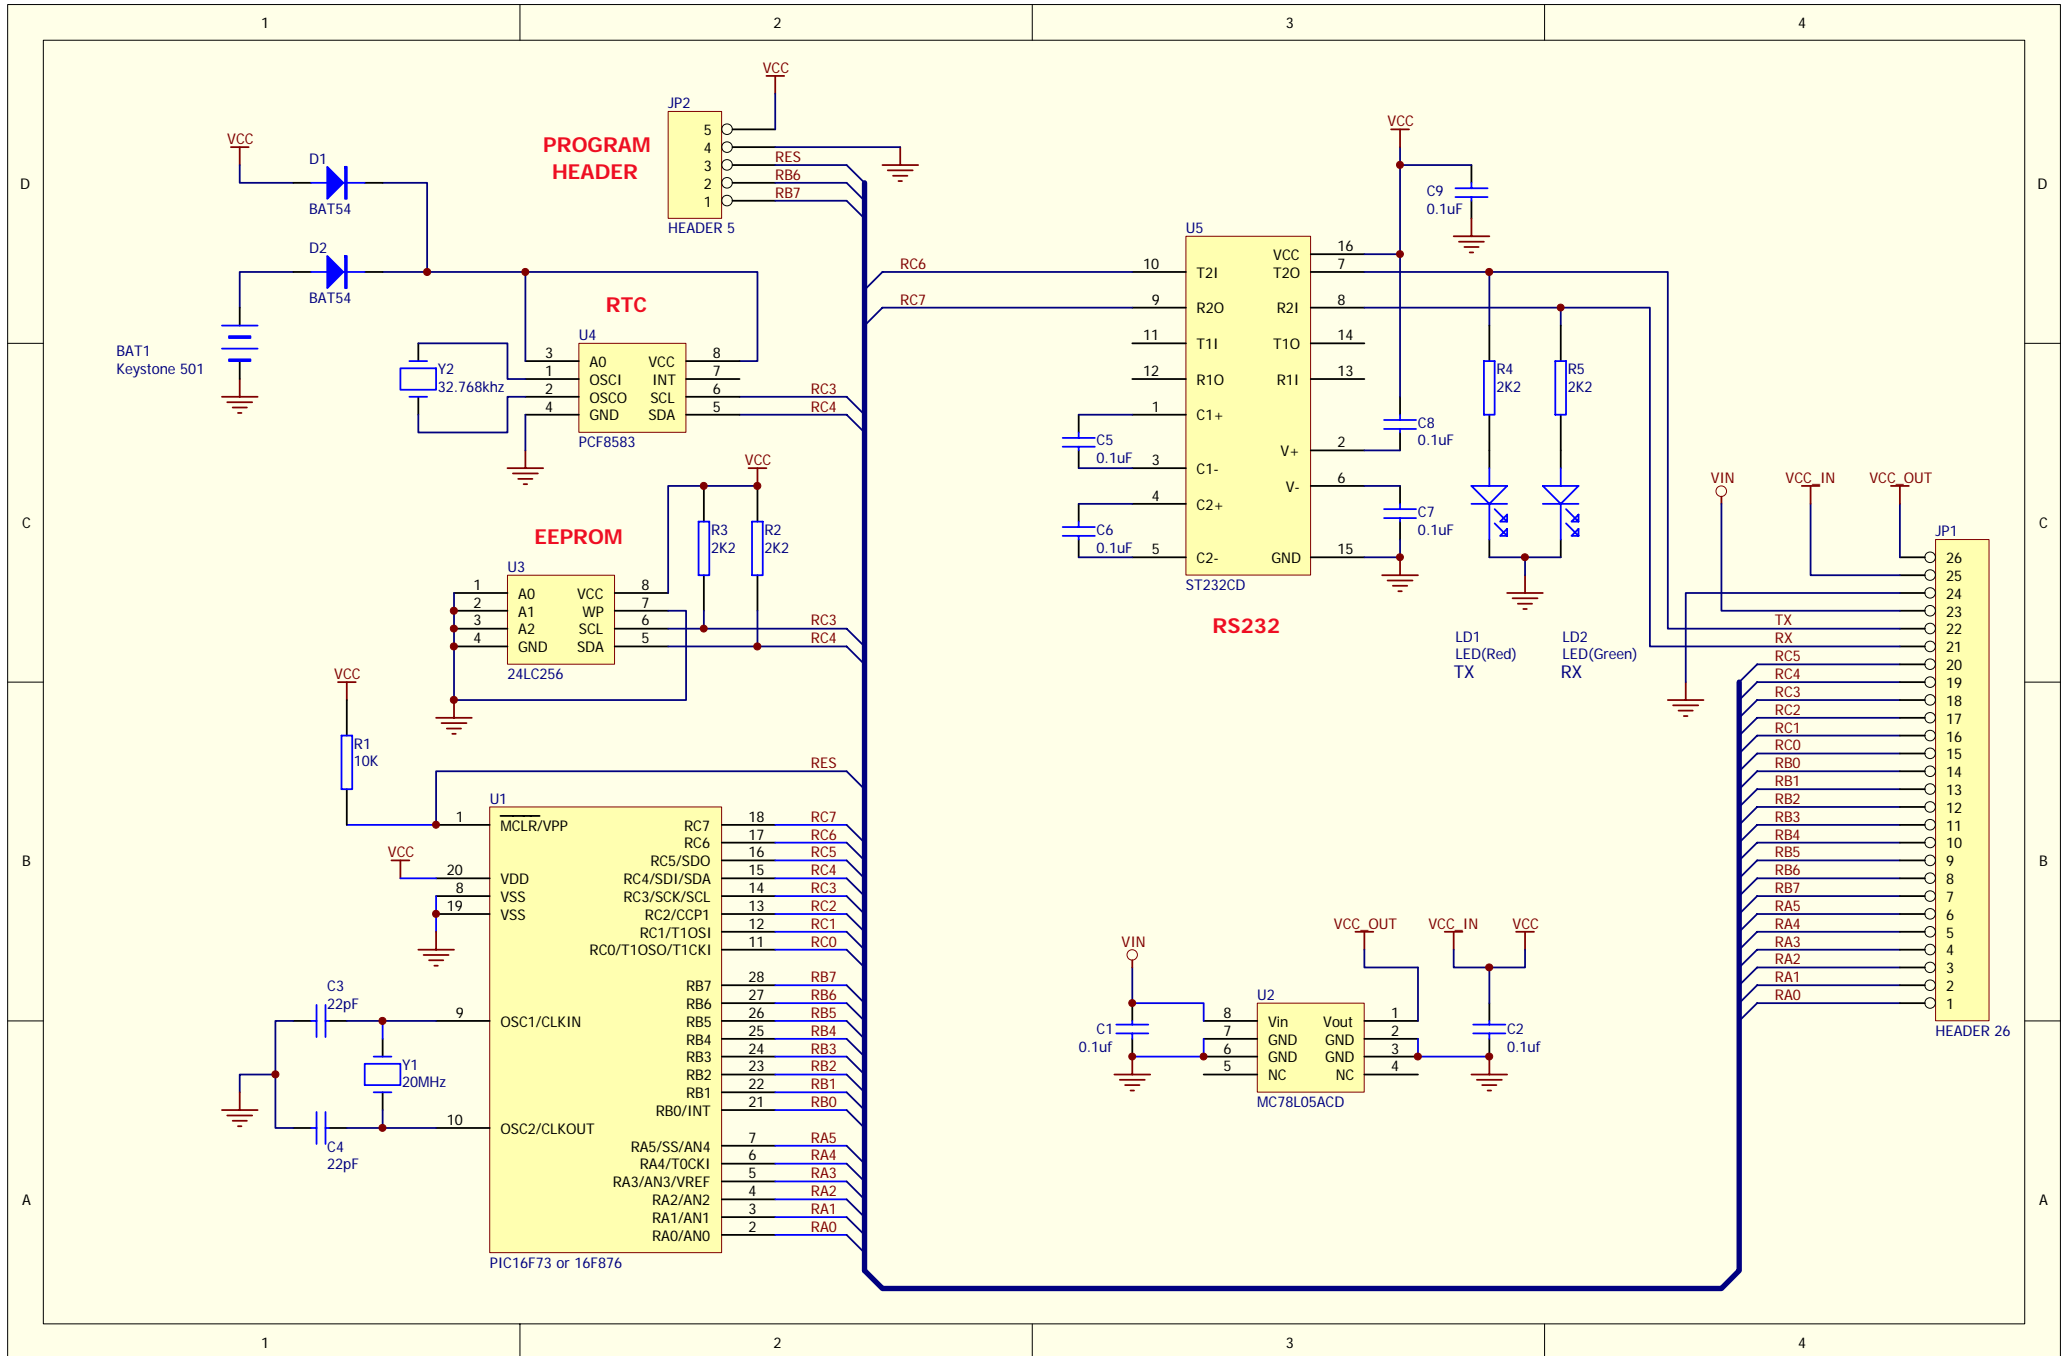 1 2 3 4
D D
C C
B B
A A
VCC
D1
BAT54
D2
BAT54
BAT1
Keystone 501
PROGRAM
HEADER
VCC
JP2
5
4
3 RES
2 RB6
1 RB7
HEADER 5
RTC
U4
3 A0 VCC 8
1 OSCI INT 7
2 OSCO SCL 6 RC3
4 GND SDA 5 RC4
PCF8583
Y2
32.768khz
EEPROM
VCC
R3
2K2
R2
2K2
U3
1 A0 VCC 8
2 A1 WP 7
3 A2 SCL 6 RC3
4 GND SDA 5 RC4
24LC256
VCC
R1
10K
RES
U1
1 MCLR/VPP
VCC
20 VDD
8 VSS
19 VSS
9 OSC1/CLKIN
10 OSC2/CLKOUT
RC7 18 RC7
RC6 17 RC6
RC5/SDO 16 RC5
RC4/SDI/SDA 15 RC4
RC3/SCK/SCL 14 RC3
RC2/CCP1 13 RC2
RC1/T1OSI 12 RC1
RC0/T1OSO/T1CKI 11 RC0
RB7 28 RB7
RB6 27 RB6
RB5 26 RB5
RB4 25 RB4
RB3 24 RB3
RB2 23 RB2
RB1 22 RB1
RB0/INT 21 RB0
RA5/SS/AN4 7 RA5
RA4/T0CKI 6 RA4
RA3/AN3/VREF 5 RA3
RA2/AN2 4 RA2
RA1/AN1 3 RA1
RA0/AN0 2 RA0
PIC16F73 or 16F876
C3
22pF
Y1
20MHz
C4
22pF
RC6
RC7
VCC
C9
0.1uF
U5
VCC 16
10 T2I T2O 7
9 R2O R2I 8
11 T1I T1O 14
12 R1O R1I 13
1 C1+
V+ 2
3 C1-
V- 6
4 C2+
5 C2- GND 15
ST232CD
C5
0.1uF
C6
0.1uF
C8
0.1uF
C7
0.1uF
RS232
R4
2K2
R5
2K2
LD1
LED(Red)
TX
LD2
LED(Green)
RX
VIN VCC_IN VCC_OUT
JP1
26
25
24
23
TX 22
RX 21
RC5 20
RC4 19
RC3 18
RC2 17
RC1 16
RC0 15
RB0 14
RB1 13
RB2 12
RB3 11
RB4 10
RB5 9
RB6 8
RB7 7
RA5 6
RA4 5
RA3 4
RA2 3
RA1 2
RA0 1
HEADER 26
VIN
VCC_OUT VCC_IN VCC
C1
0.1uf
U2
8 Vin Vout 1
7 GND GND 2
6 GND GND 3
5 NC NC 4
MC78L05ACD
C2
0.1uf
1 2 3 4